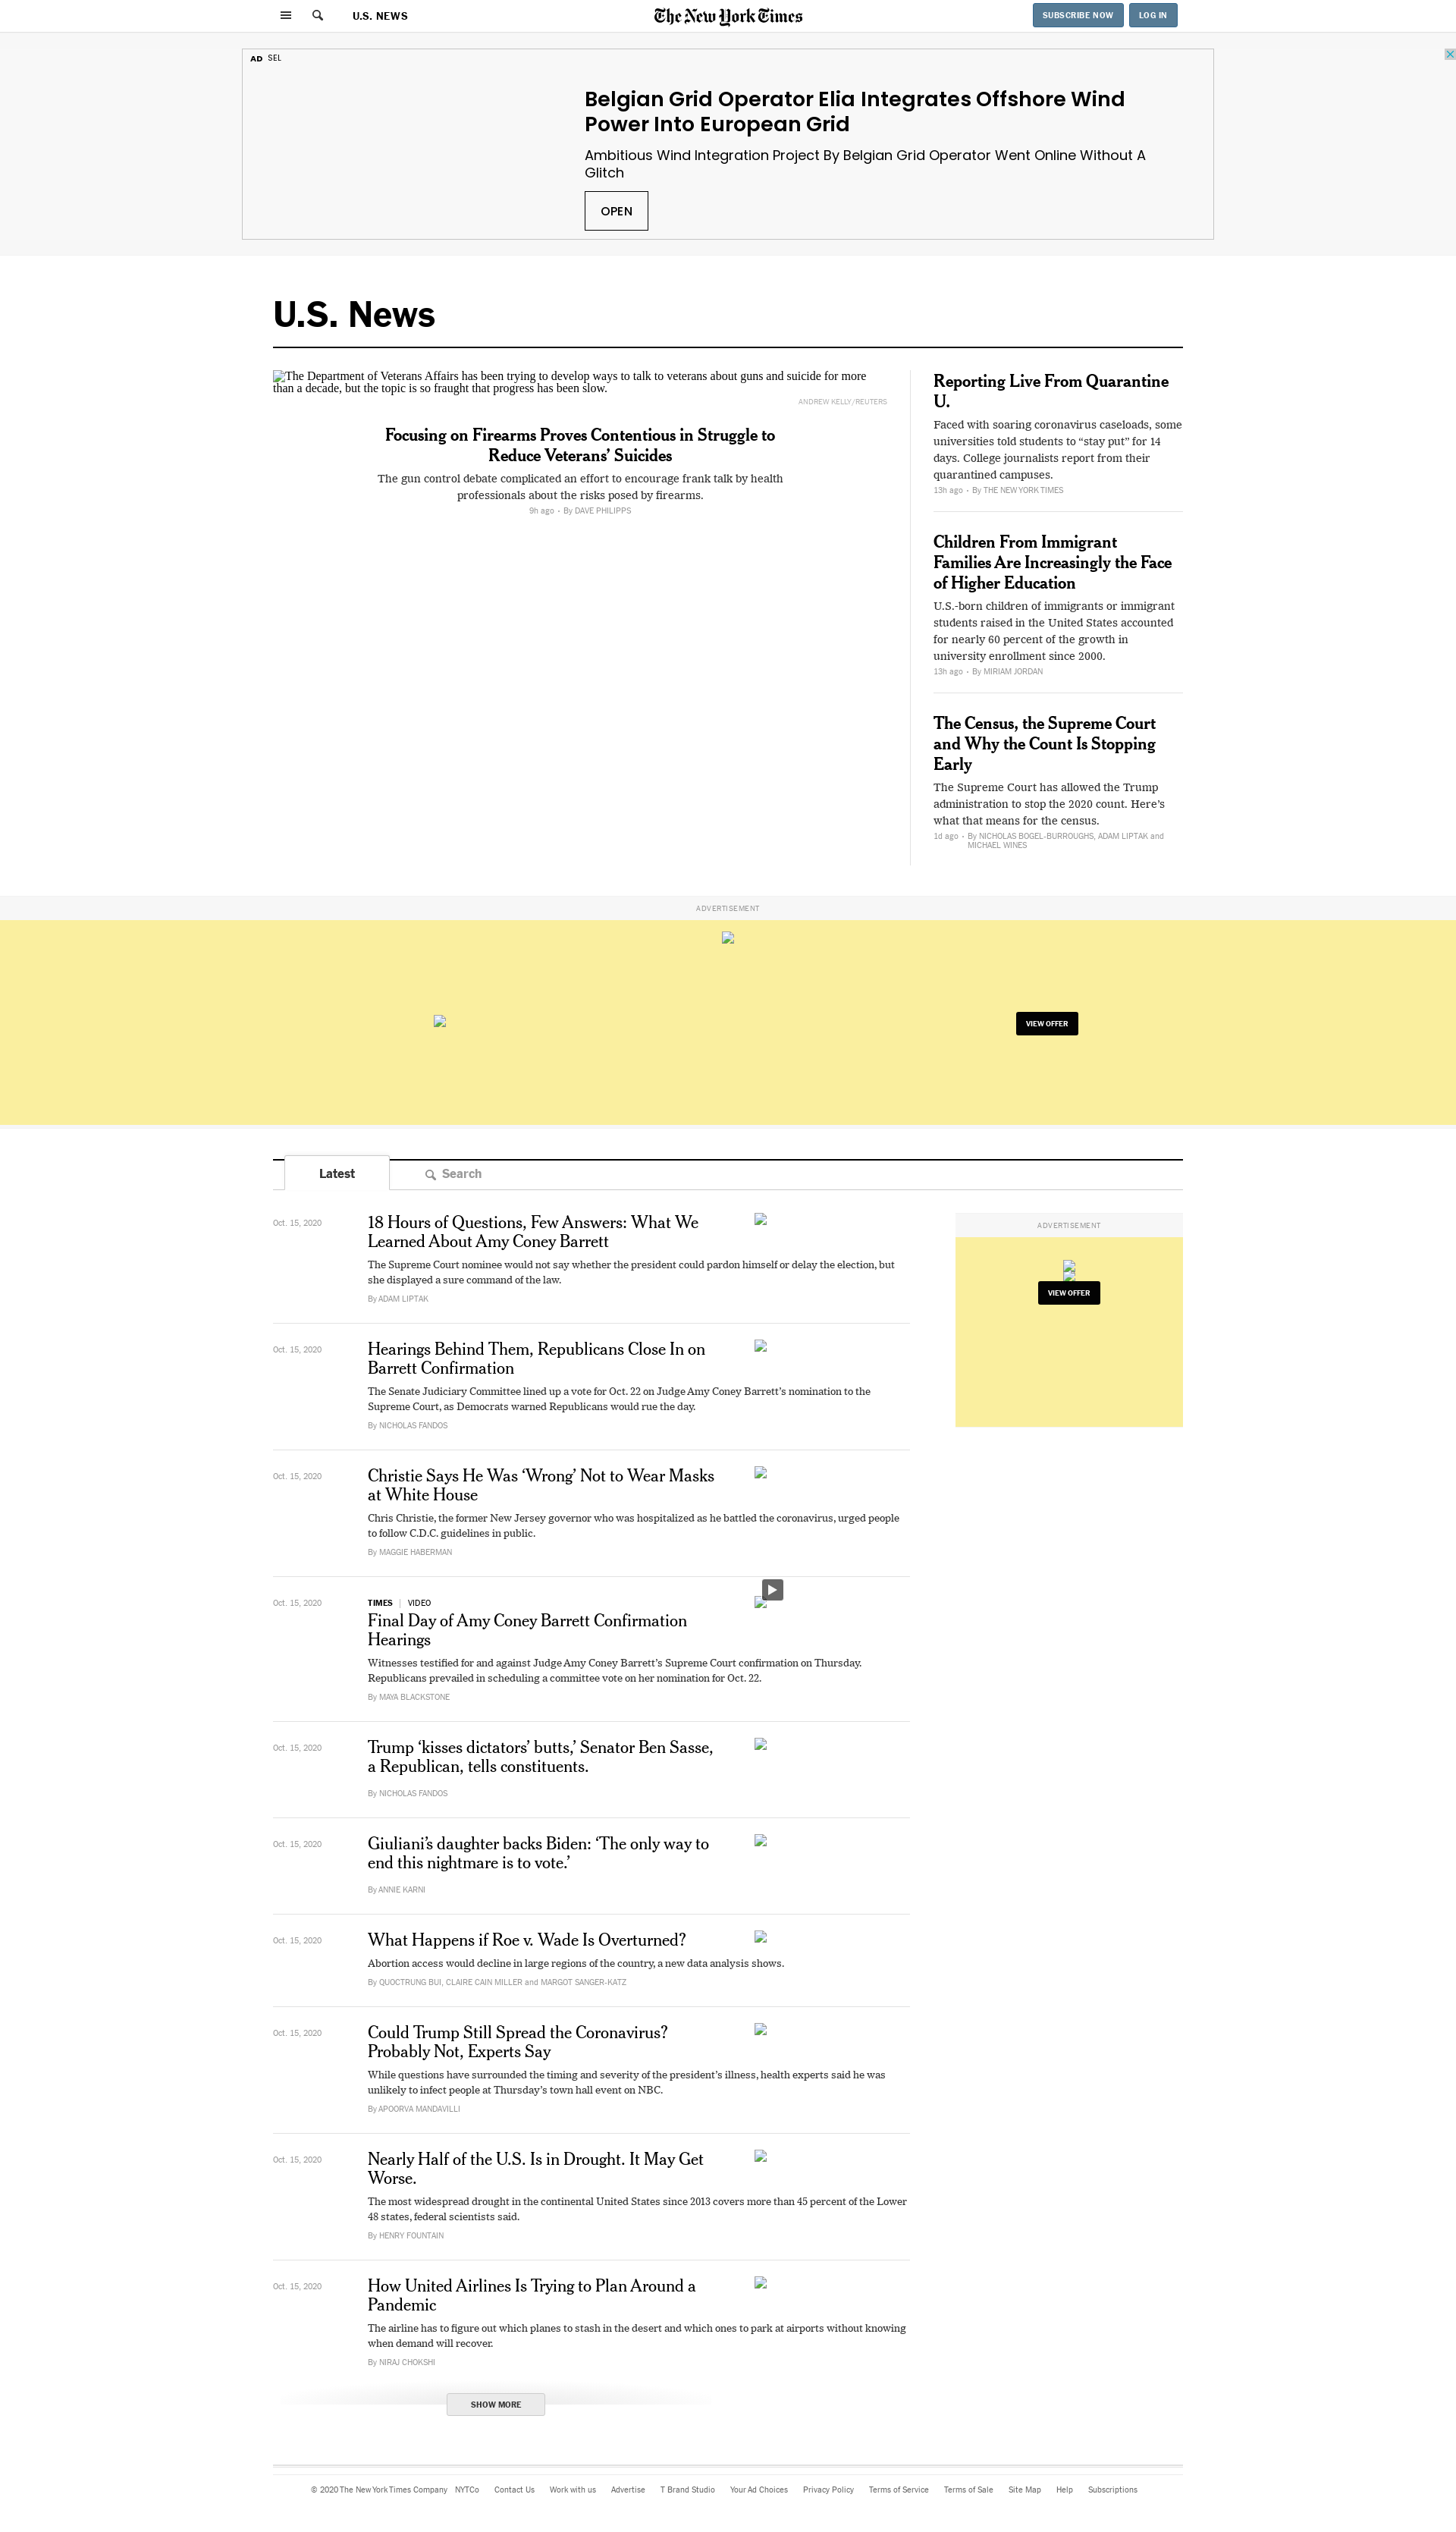 U.S. NEWS
The New York Times
SUBSCRIBE NOW
LOG IN
AD SEL
Belgian Grid Operator Elia Integrates Offshore Wind
Power Into European Grid
Ambitious Wind Integration Project By Belgian Grid Operator Went Online Without A
Glitch
OPEN
U.S. News
The Department of Veterans Affairs has been trying to develop ways to talk to veterans about guns and suicide for more
than a decade, but the topic is so fraught that progress has been slow.
ANDREW KELLY/REUTERS
Focusing on Firearms Proves Contentious in Struggle to
Reduce Veterans’ Suicides
The gun control debate complicated an effort to encourage frank talk by health
professionals about the risks posed by firearms.
9h ago • By DAVE PHILIPPS
Reporting Live From Quarantine
U.
Faced with soaring coronavirus caseloads, some
universities told students to “stay put” for 14
days. College journalists report from their
quarantined campuses.
13h ago • By THE NEW YORK TIMES
Children From Immigrant
Families Are Increasingly the Face
of Higher Education
U.S.-born children of immigrants or immigrant
students raised in the United States accounted
for nearly 60 percent of the growth in
university enrollment since 2000.
13h ago • By MIRIAM JORDAN
The Census, the Supreme Court
and Why the Count Is Stopping
Early
The Supreme Court has allowed the Trump
administration to stop the 2020 count. Here’s
what that means for the census.
1d ago • By NICHOLAS BOGEL-BURROUGHS, ADAM LIPTAK and
MICHAEL WINES
ADVERTISEMENT
VIEW OFFER
Latest
Search
Oct. 15, 2020
18 Hours of Questions, Few Answers: What We
Learned About Amy Coney Barrett
The Supreme Court nominee would not say whether the president could pardon himself or delay the election, but
she displayed a sure command of the law.
By ADAM LIPTAK
ADVERTISEMENT
VIEW OFFER
Oct. 15, 2020
Hearings Behind Them, Republicans Close In on
Barrett Confirmation
The Senate Judiciary Committee lined up a vote for Oct. 22 on Judge Amy Coney Barrett’s nomination to the
Supreme Court, as Democrats warned Republicans would rue the day.
By NICHOLAS FANDOS
Oct. 15, 2020
Christie Says He Was ‘Wrong’ Not to Wear Masks
at White House
Chris Christie, the former New Jersey governor who was hospitalized as he battled the coronavirus, urged people
to follow C.D.C. guidelines in public.
By MAGGIE HABERMAN
Oct. 15, 2020
TIMES | VIDEO
Final Day of Amy Coney Barrett Confirmation
Hearings
Witnesses testified for and against Judge Amy Coney Barrett’s Supreme Court confirmation on Thursday.
Republicans prevailed in scheduling a committee vote on her nomination for Oct. 22.
By MAYA BLACKSTONE
Oct. 15, 2020
Trump ‘kisses dictators’ butts,’ Senator Ben Sasse,
a Republican, tells constituents.
By NICHOLAS FANDOS
Oct. 15, 2020
Giuliani’s daughter backs Biden: ‘The only way to
end this nightmare is to vote.’
By ANNIE KARNI
Oct. 15, 2020
What Happens if Roe v. Wade Is Overturned?
Abortion access would decline in large regions of the country, a new data analysis shows.
By QUOCTRUNG BUI, CLAIRE CAIN MILLER and MARGOT SANGER-KATZ
Oct. 15, 2020
Could Trump Still Spread the Coronavirus?
Probably Not, Experts Say
While questions have surrounded the timing and severity of the president’s illness, health experts said he was
unlikely to infect people at Thursday’s town hall event on NBC.
By APOORVA MANDAVILLI
Oct. 15, 2020
Nearly Half of the U.S. Is in Drought. It May Get
Worse.
The most widespread drought in the continental United States since 2013 covers more than 45 percent of the Lower
48 states, federal scientists said.
By HENRY FOUNTAIN
Oct. 15, 2020
How United Airlines Is Trying to Plan Around a
Pandemic
The airline has to figure out which planes to stash in the desert and which ones to park at airports without knowing
when demand will recover.
By NIRAJ CHOKSHI
SHOW MORE
© 2020 The New York Times Company NYTCo Contact Us Work with us Advertise T Brand Studio Your Ad Choices Privacy Policy Terms of Service Terms of Sale Site Map Help Subscriptions